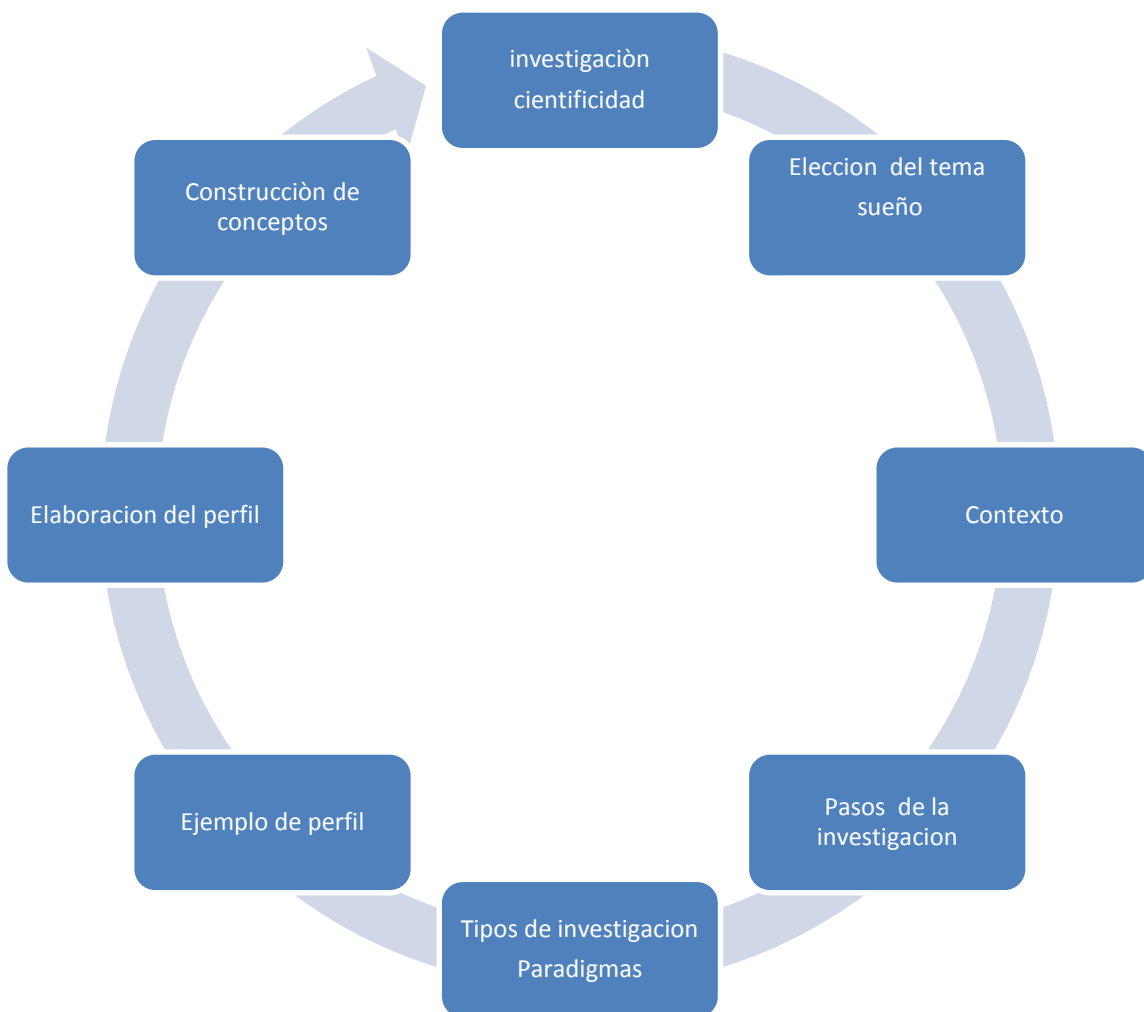 investigaciòn
cientificidad
Eleccion del tema
sueño
Contexto
Pasos de la
investigacion
Tipos de investigacion
Paradigmas
Ejemplo de perfil
Elaboracion del perfil
Construcciòn de
conceptos